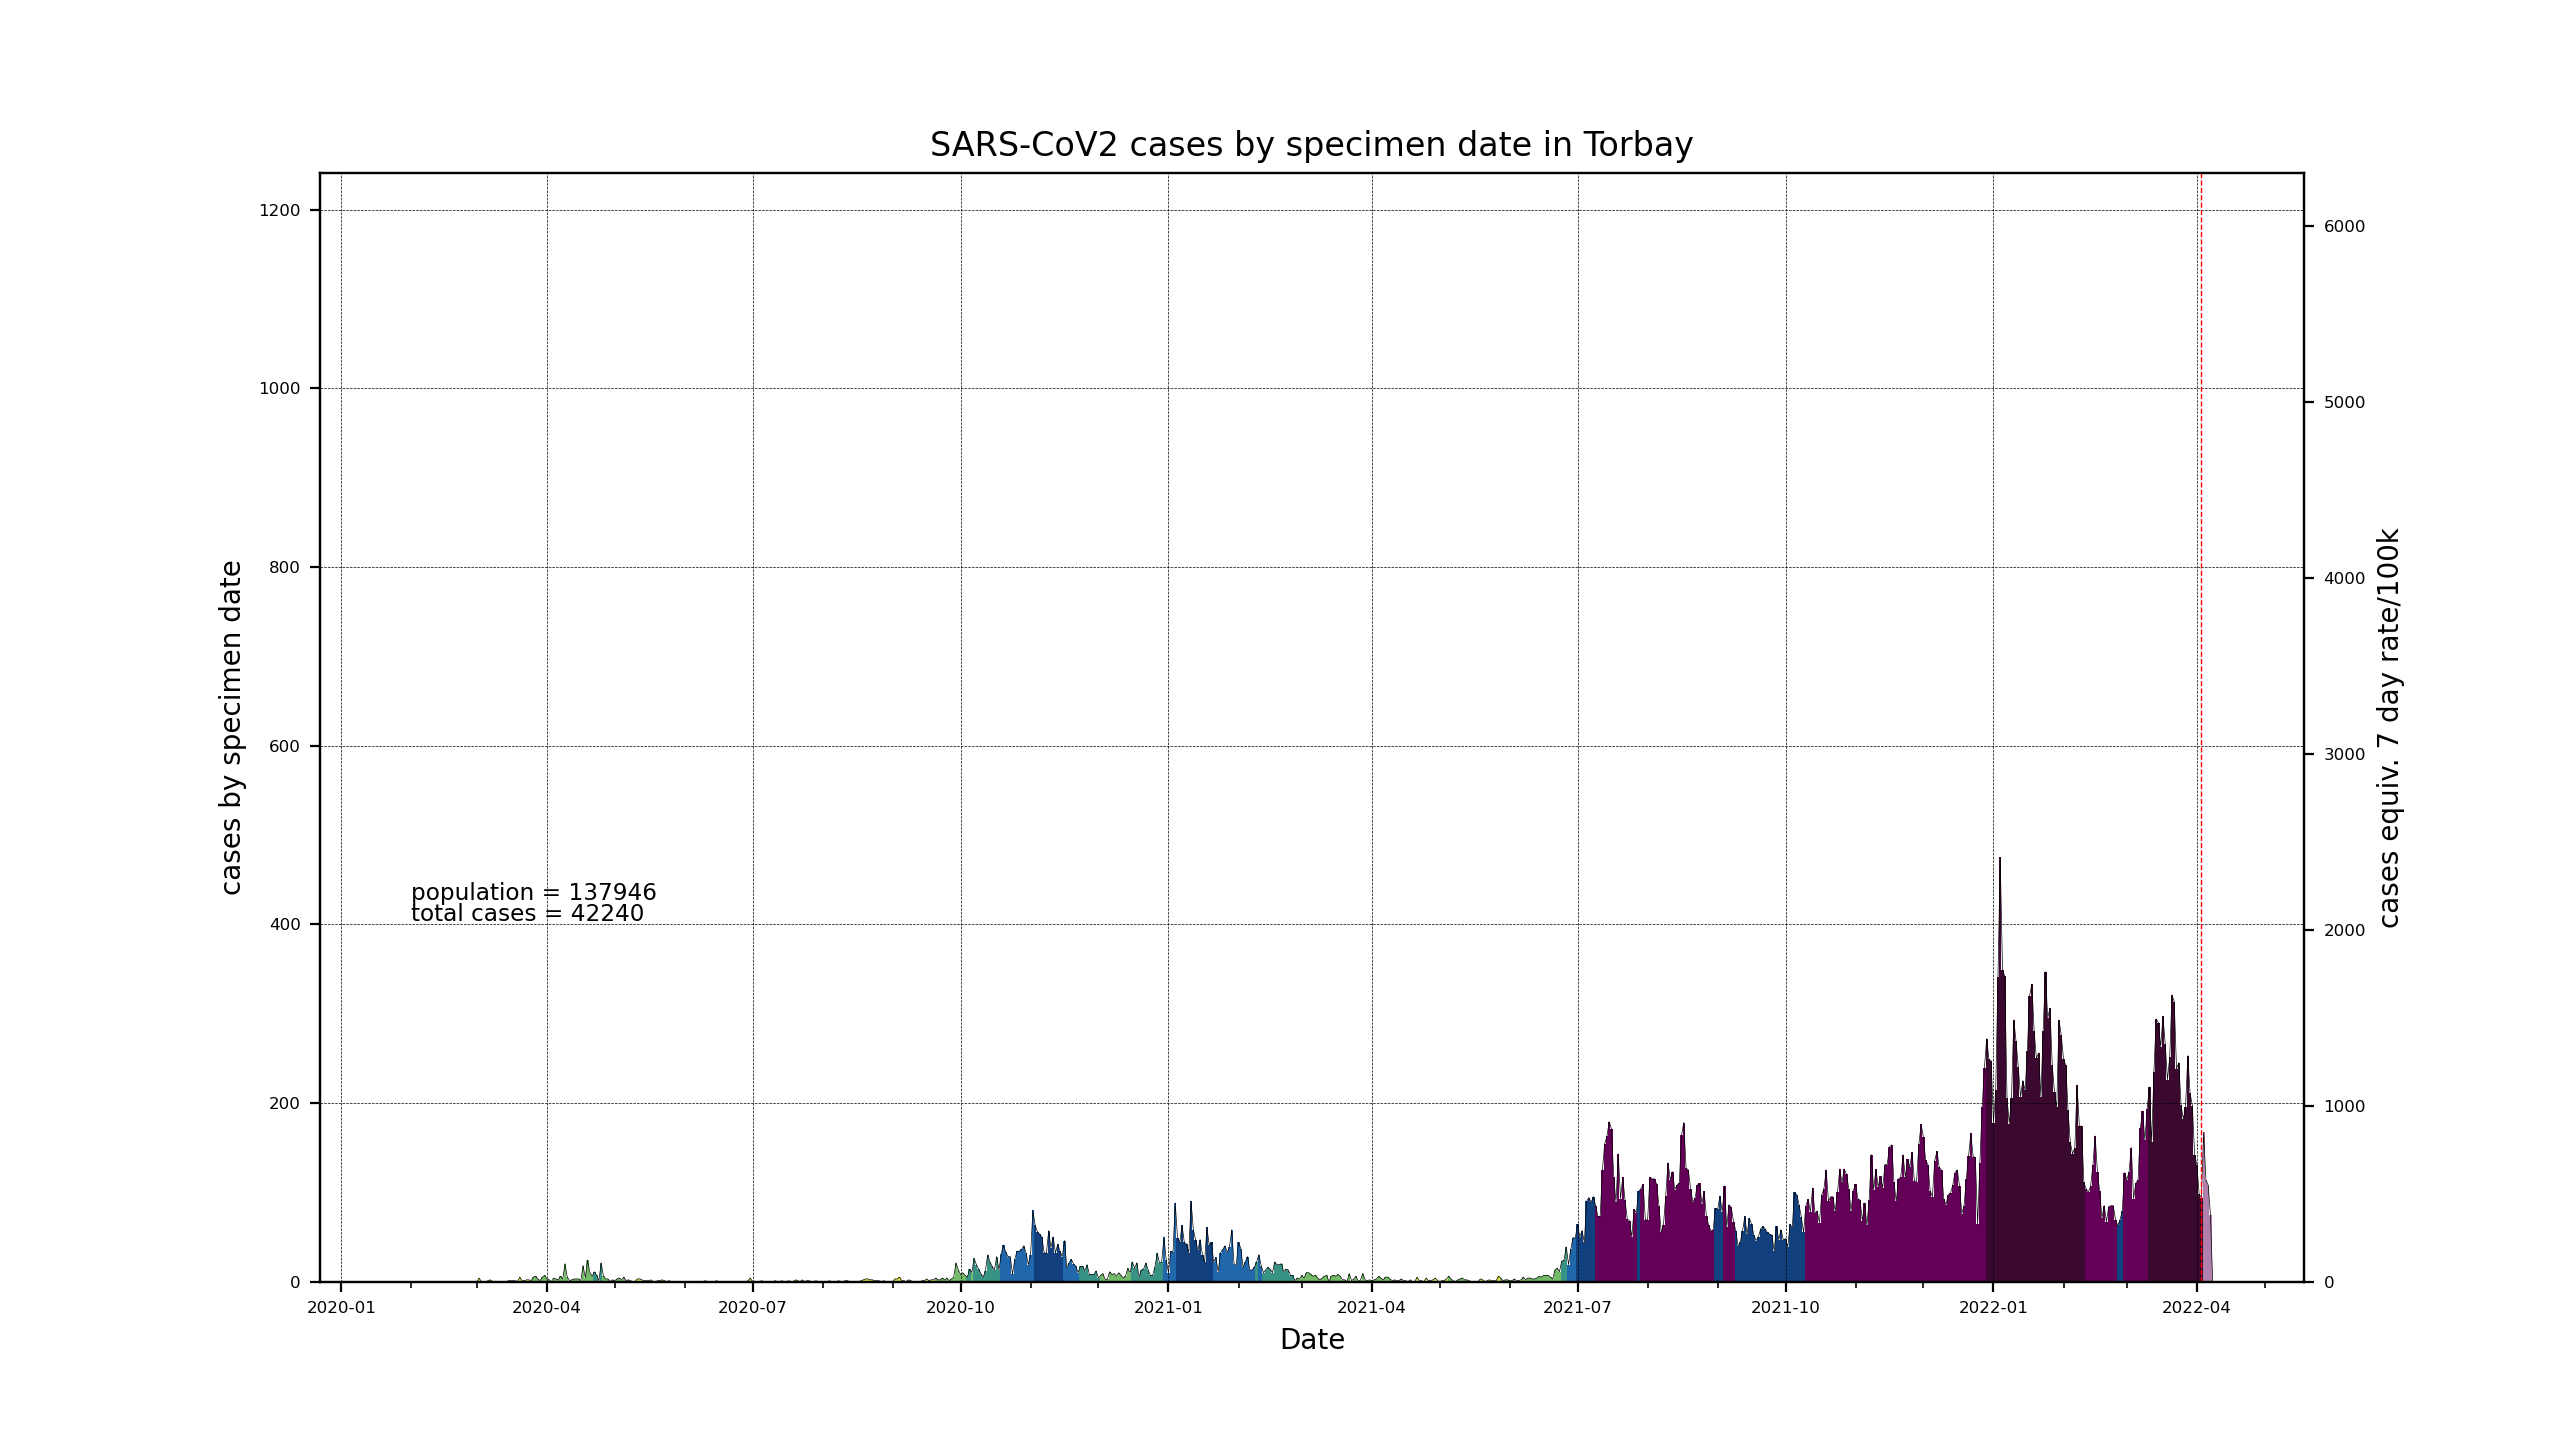 SARS-CoV2 cases by specimen date in Torbay
1200
1000
800
600
400
200
0
cases by specimen date
population = 137946
total cases = 42240
6000
5000
4000
3000
2000
1000
0
cases equiv. 7 day rate/100k
2020-01 2020-04 2020-07 2020-10 2021-01 2021-04 2021-07 2021-10 2022-01 2022-04
Date